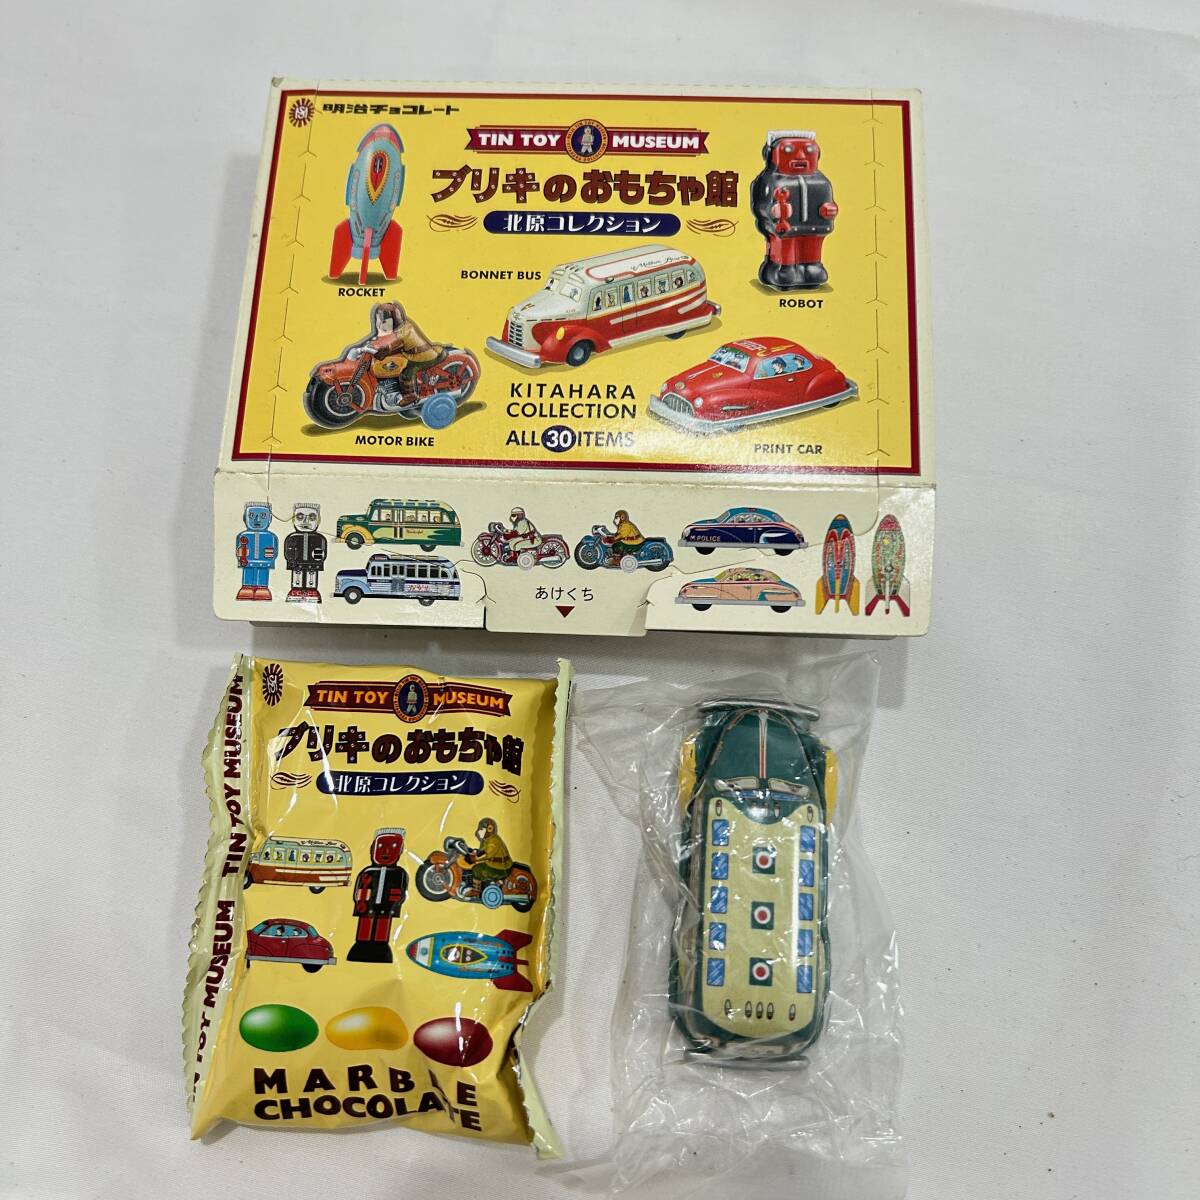 明治チョコレート
TIN TOY MUSEUM
ブリキのおもちゃ館
北原コレクション
ROCKET
BONNET BUS
ROBOT
MOTOR BIKE
KITAHARA
COLLECTION
ALL 30 ITEMS
PRINT CAR
M.POLICE
あけくち
TIN TOY MUSEUM
ブリキのおもちゃ館
北原コレクション
MARBLE
CHOCOLATE
TIN TOY MUSEUM
TIN TOY MUSEUM